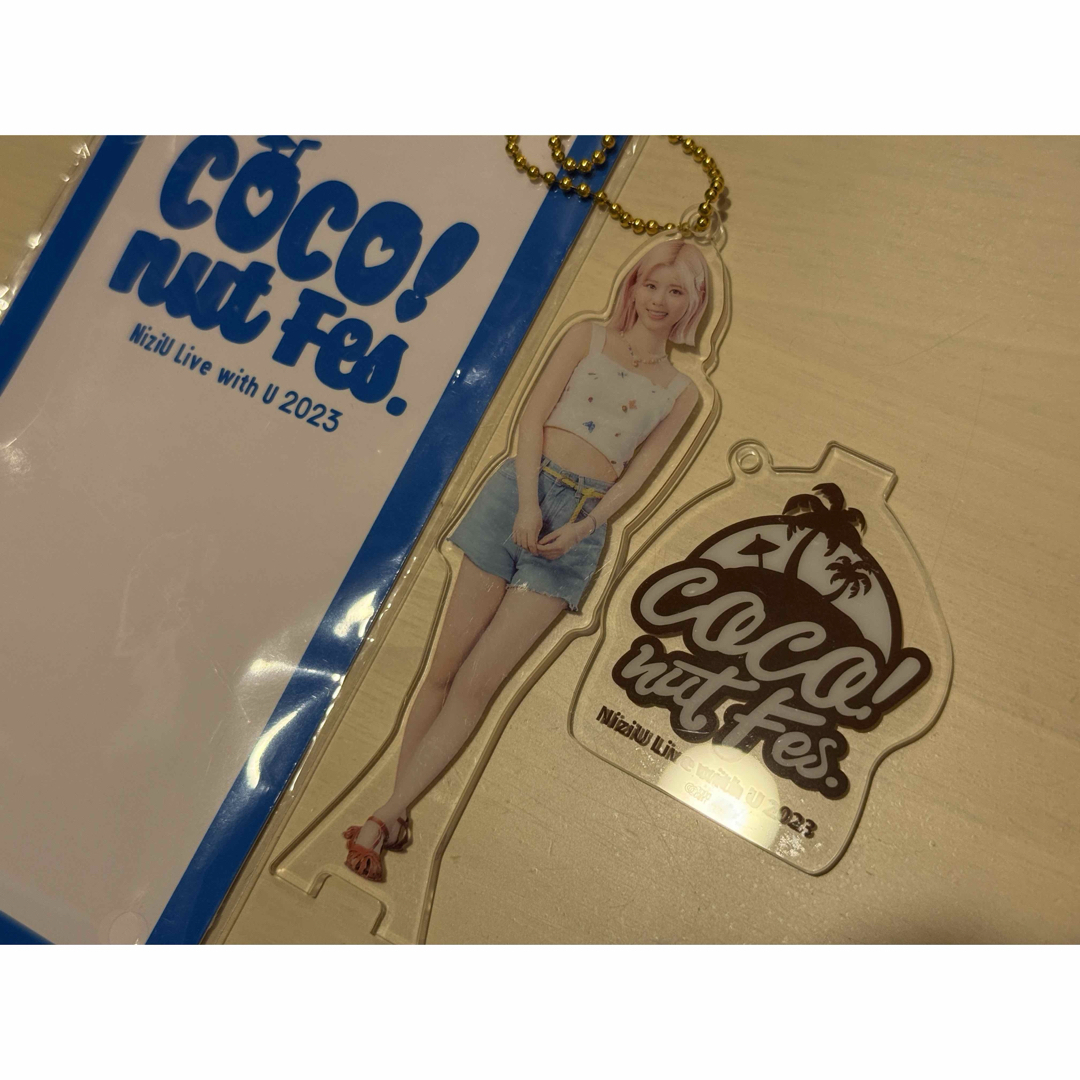 COCO!
nut Fes.
NiziU Live with U 2023
COCO!
nut Fes.
NiziU Live with U 2023